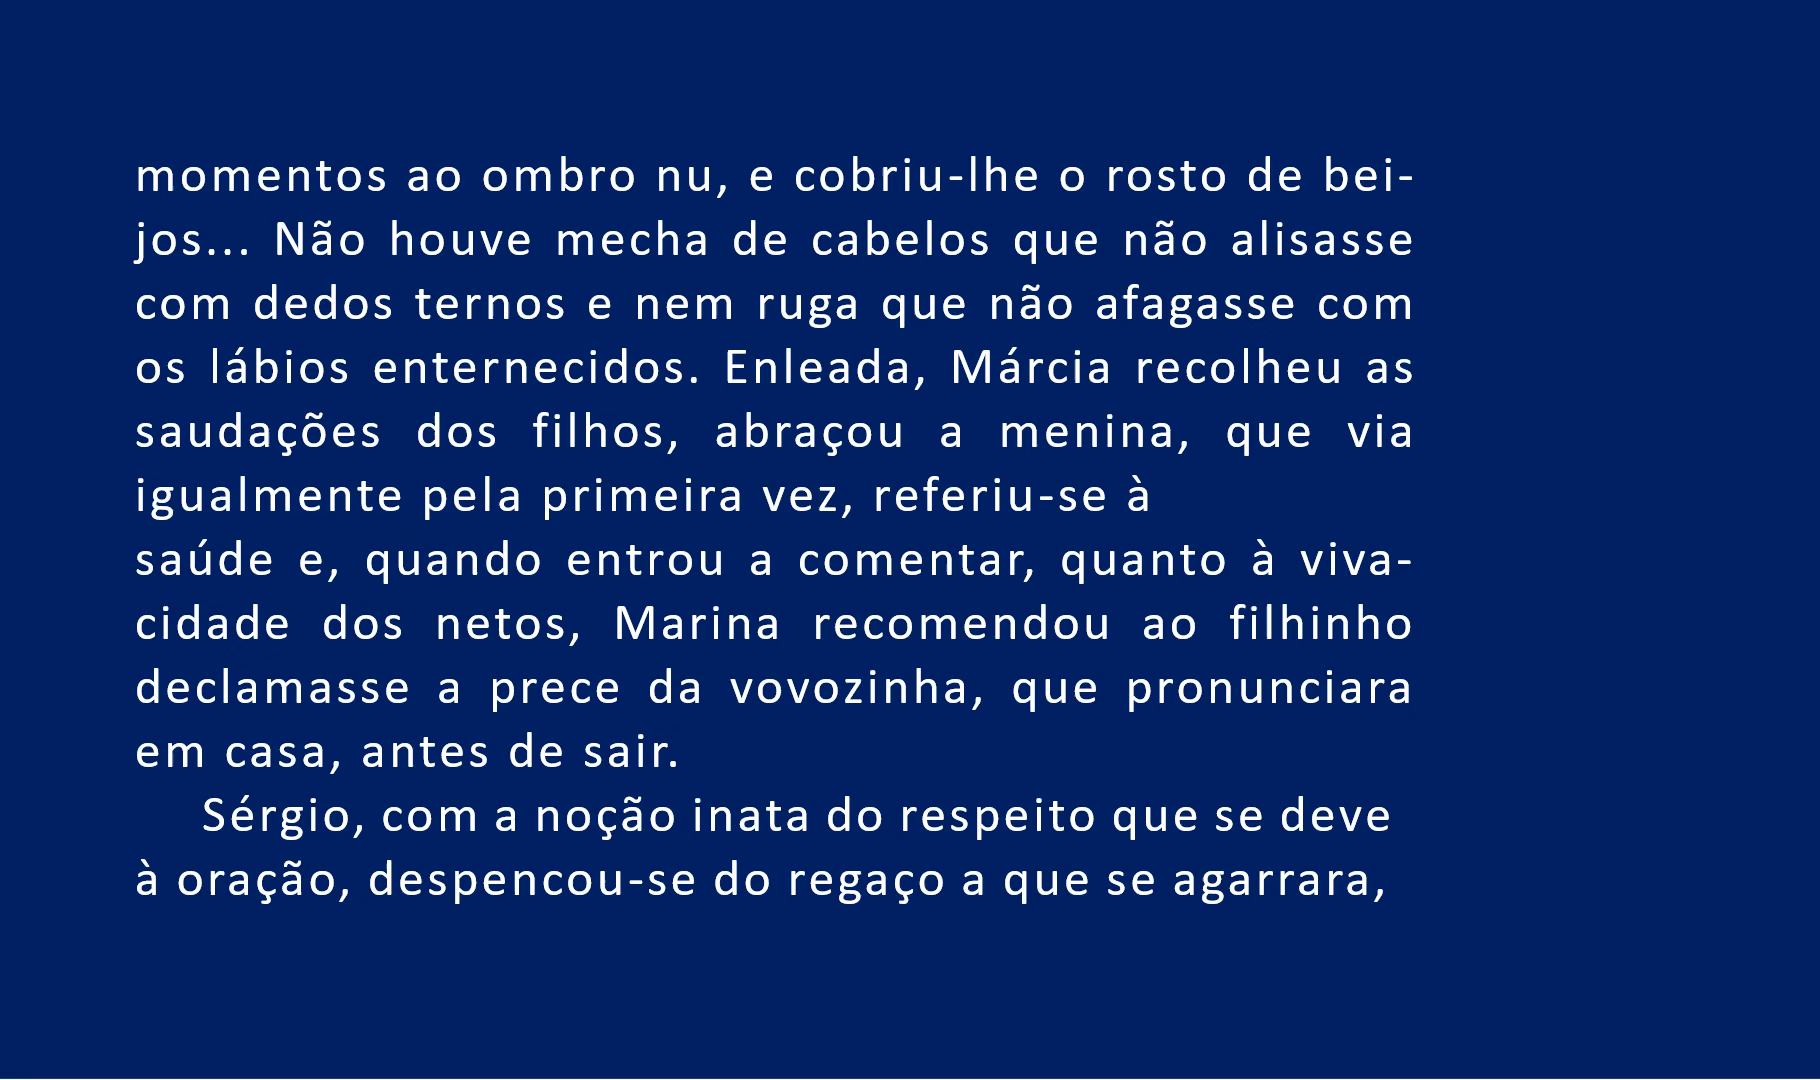 momentos ao ombro nu, e cobriu-lhe o rosto de bei-
jos... Não houve mecha de cabelos que não alisasse
com dedos ternos e nem ruga que não afagasse com
os lábios enternecidos. Enleada, Márcia recolheu as
saudações dos filhos, abraçou a menina, que via
igualmente pela primeira vez, referiu-se à
saúde e, quando entrou a comentar, quanto à viva-
cidade dos netos, Marina recomendou ao filhinho
declamasse a prece da vovozinha, que pronunciara
em casa, antes de sair.
Sérgio, com a noção inata do respeito que se deve
à oração, despencou-se do regaço a que se agarrara,